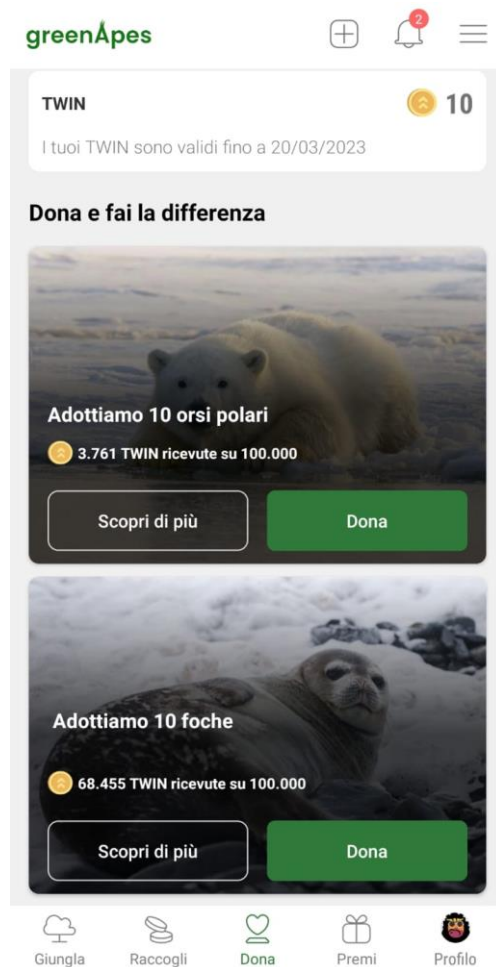 greenApes
2
TWIN
10
I tuoi TWIN sono validi fino a 20/03/2023
Dona e fai la differenza
Adottiamo 10 orsi polari
3.761 TWIN ricevute su 100.000
Scopri di più
Dona
Adottiamo 10 foche
68.455 TWIN ricevute su 100.000
Scopri di più
Dona
Giungla
Raccogli
Dona
Premi
Profilo